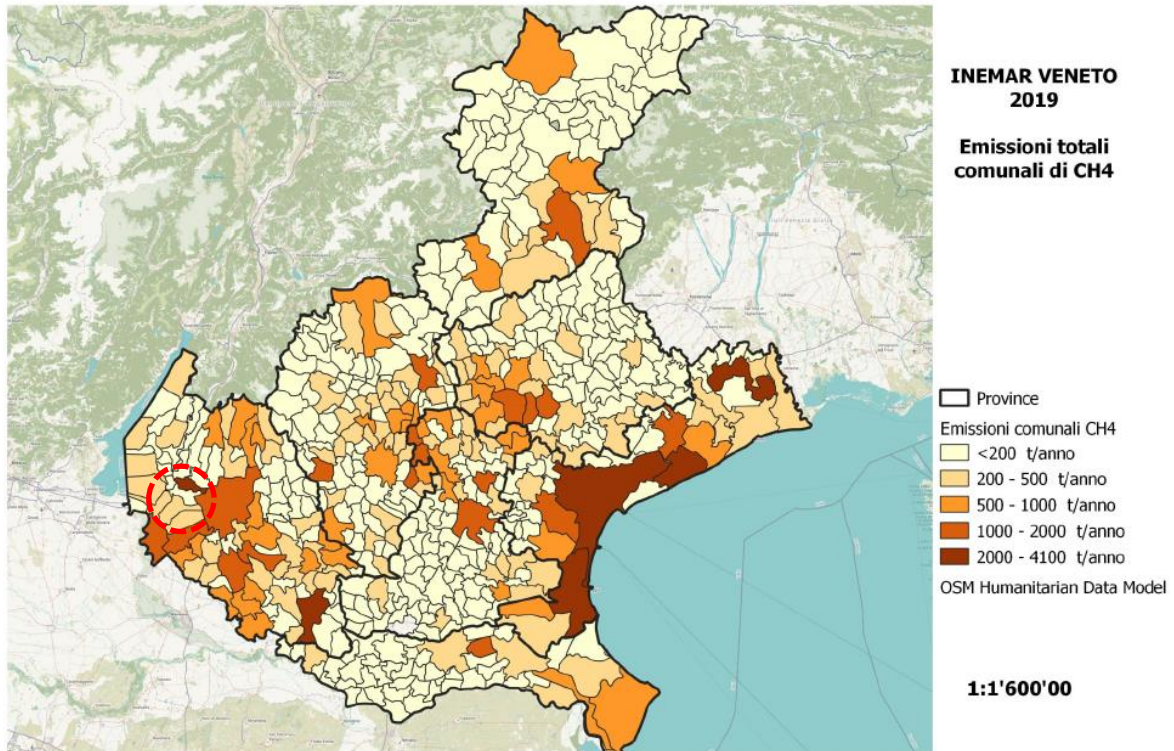 INEMAR VENETO
2019
Emissioni totali
comunali di CH4
Province
Emissioni comunali CH4
<200 t/anno
200 - 500 t/anno
500 - 1000 t/anno
1000 - 2000 t/anno
2000 - 4100 t/anno
OSM Humanitarian Data Model
1:1'600'00